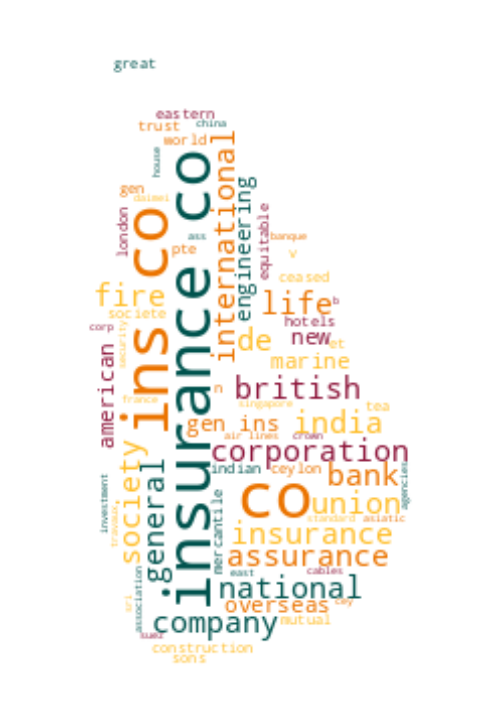 great
eastern
trust
china
world
house
insurance co
international
gen
daimei
ins co
london
ass
engineering
equitable
banque
pte
v
ceased
fire
life
b
societe
hotels
corp
security
de
new
et
american
marine
france
n
british
singapore
tea
gen ins
india
air lines
crown
society
corporation
general
indian
ceylon
bank
agencies
investment
travaux
mercantile
co
union
standard
asiatic
insurance
assurance
east
cables
association
national
sri
overseas
cey
company
mutual
suez
construction
sons